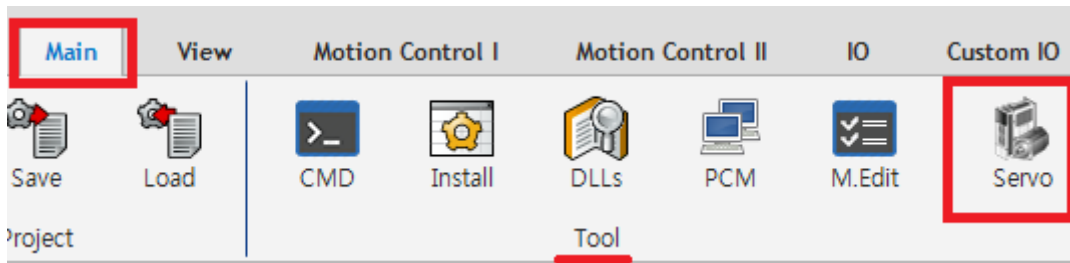 Main View Motion Control I Motion Control II IO Custom IO
Save Load CMD Install DLLs PCM M.Edit Servo
Project Tool